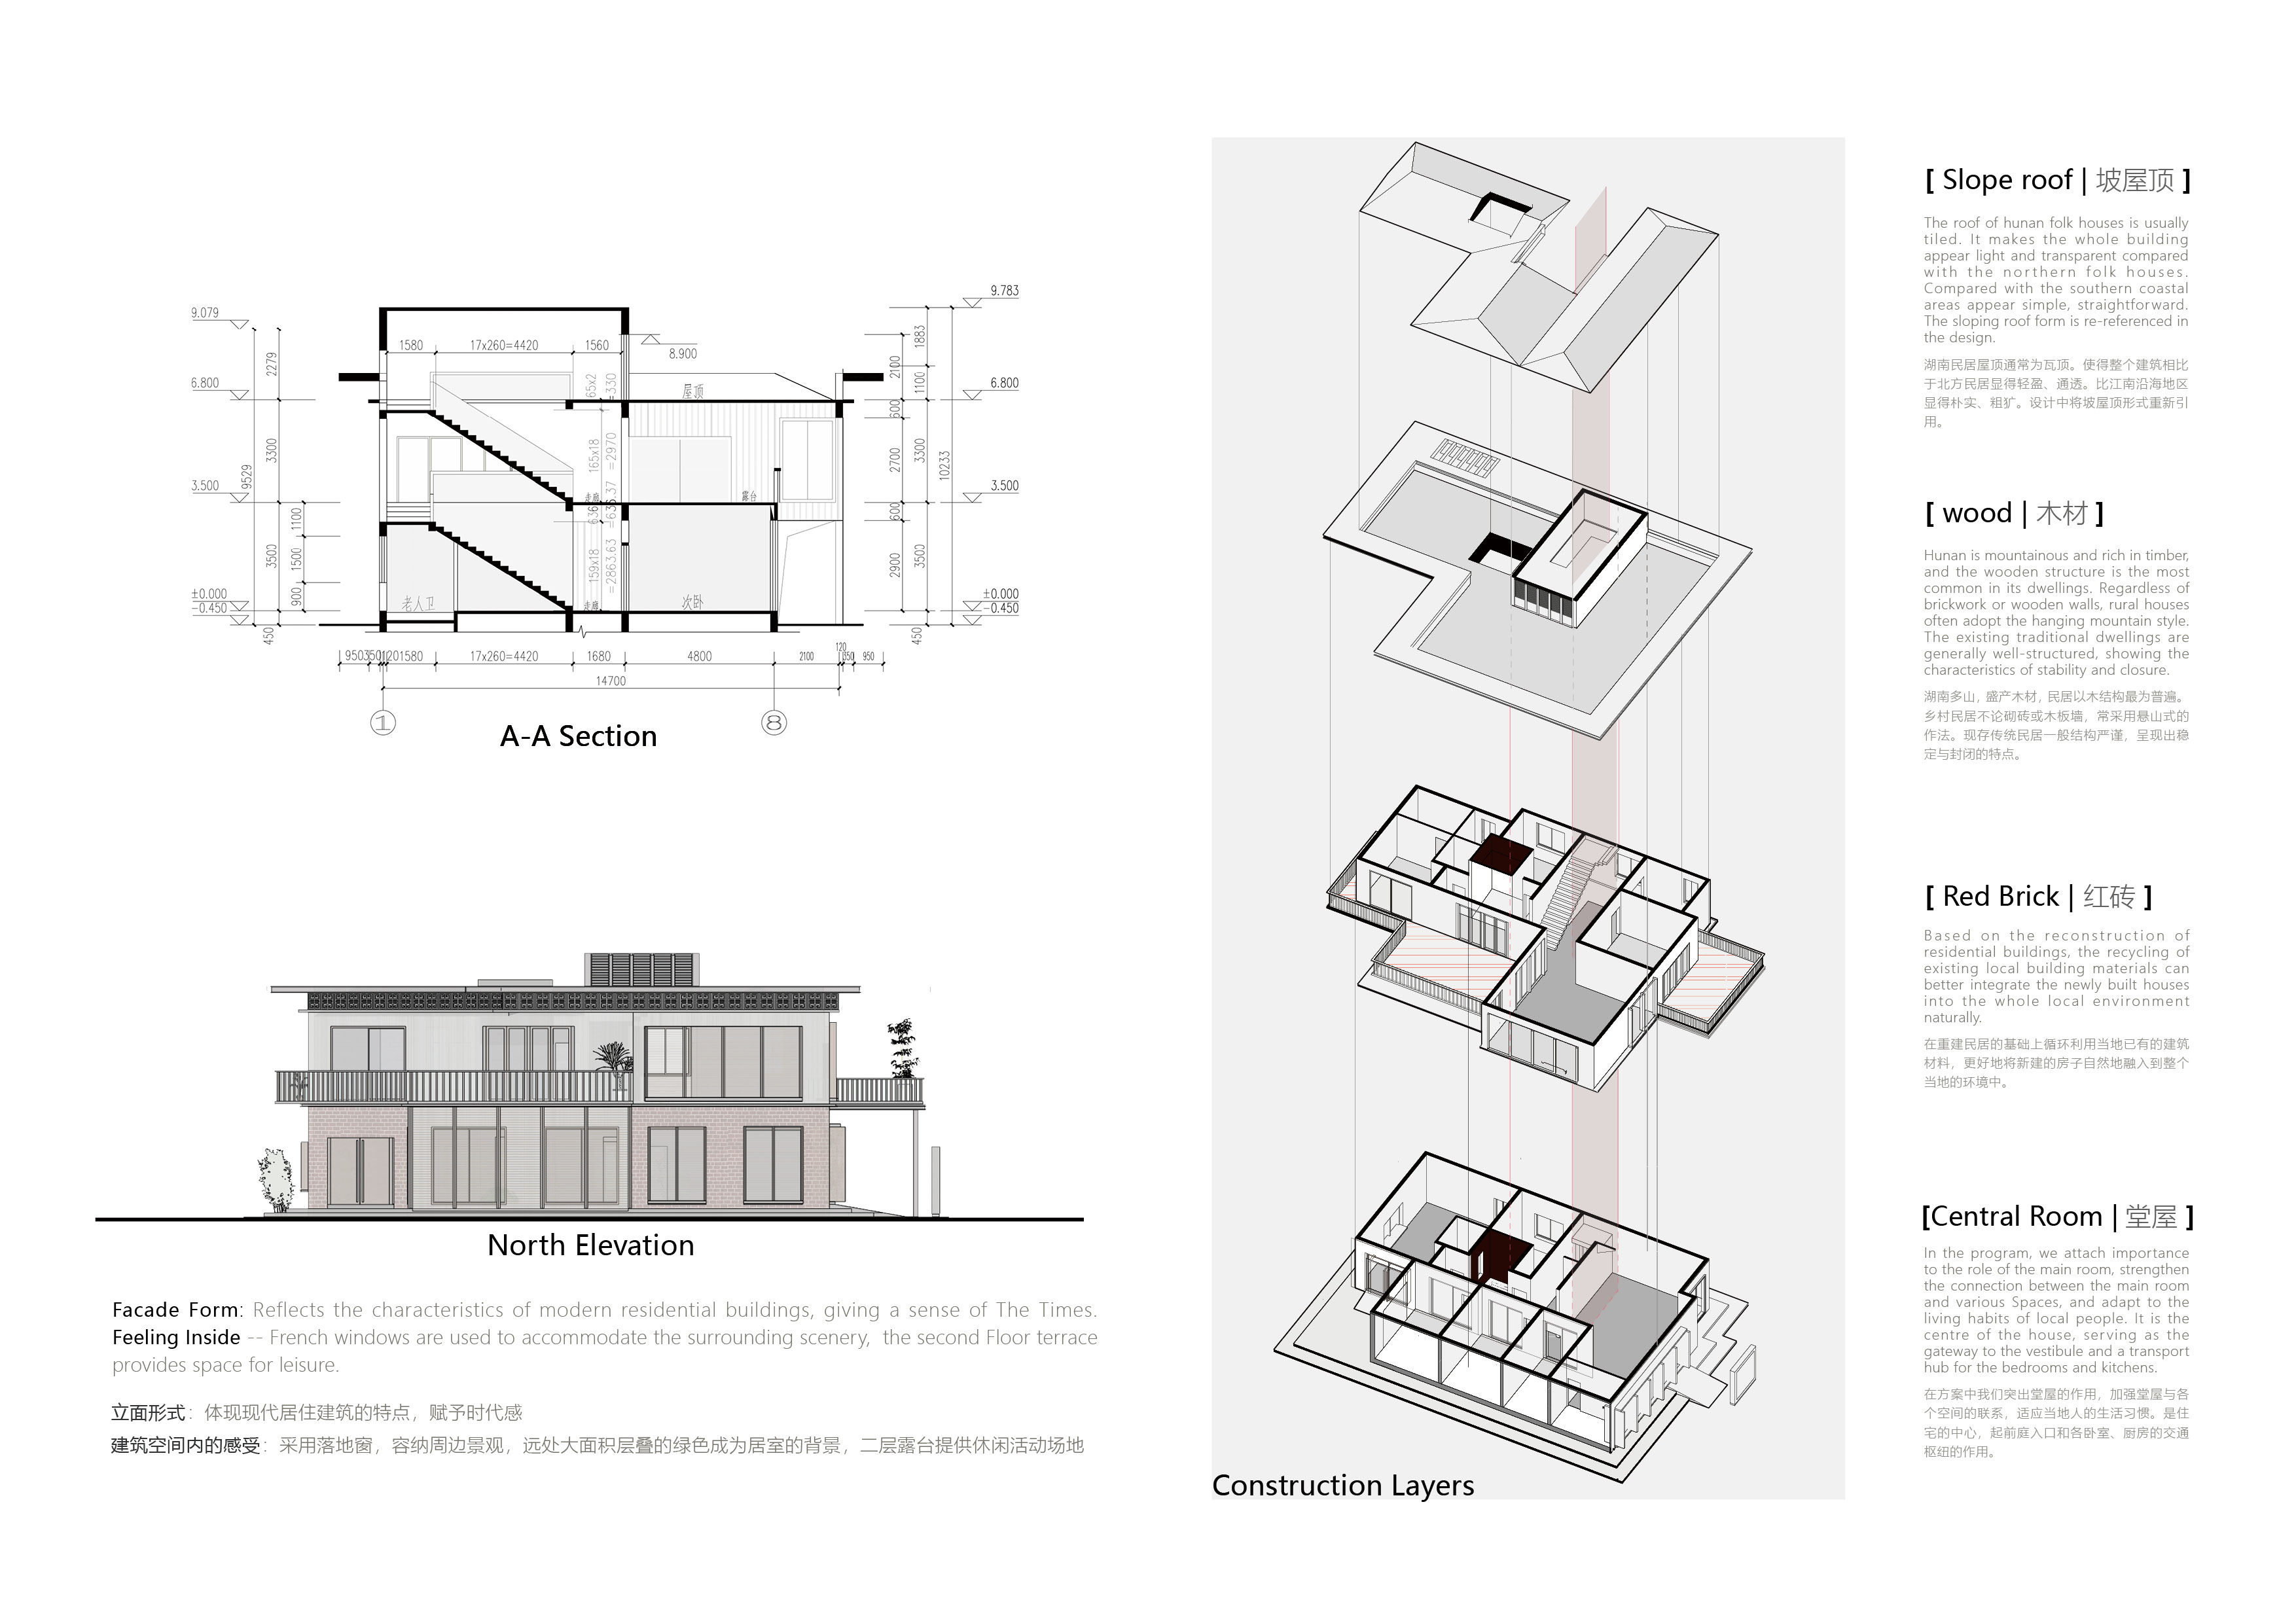 9.079
6.800
3.500
±0.000
-0.450
2279
3300
9529
3500
1100
1500
900
450
1580
17x260=4420
1560
8.900
屋顶
165x18
=2970
走廊
露台
159x18
=2863
老人卫
走廊
次卧
2100
600
2700
600
2900
1883
1100
3300
3500
450
10233
9.783
6.800
3.500
±0.000
-0.450
950
1580
17x260=4420
1680
4800
2100
120
350
950
14700
1
8
A-A Section
North Elevation
Facade Form: Reflects the characteristics of modern residential buildings, giving a sense of The Times.
Feeling Inside -- French windows are used to accommodate the surrounding scenery, the second Floor terrace
provides space for leisure.
立面形式：体现现代居住建筑的特点，赋予时代感
建筑空间内的感受：采用落地窗，容纳周边景观，远处大面积层叠的绿色成为居室的背景，二层露台提供休闲活动场地
Construction Layers
[ Slope roof | 坡屋顶 ]
The roof of hunan folk houses is usually
tiled. It makes the whole building
appear light and transparent compared
with the northern folk houses.
Compared with the southern coastal
areas appear simple, straightforward.
The sloping roof form is re-referenced in
the design.
湖南民居屋顶通常为瓦顶。使得整个建筑相比
于北方民居显得轻盈、通透。比江南沿海地区
显得朴实、粗犷。设计中将坡屋顶形式重新引
用。
[ wood | 木材 ]
Hunan is mountainous and rich in timber,
and the wooden structure is the most
common in its dwellings. Regardless of
brickwork or wooden walls, rural houses
often adopt the hanging mountain style.
The existing traditional dwellings are
generally well-structured, showing the
characteristics of stability and closure.
湖南多山，盛产木材，民居以木结构最为普遍。
乡村民居不论砌砖或木板墙，常采用悬山式的
作法。现存传统民居一般结构严谨，呈现出稳
定与封闭的特点。
[ Red Brick | 红砖 ]
Based on the reconstruction of
residential buildings, the recycling of
existing local building materials can
better integrate the newly built houses
into the whole local environment
naturally.
在重建民居的基础上循环利用当地已有的建筑
材料，更好地将新建的房子自然地融入到整个
当地的环境中。
[Central Room | 堂屋 ]
In the program, we attach importance
to the role of the main room, strengthen
the connection between the main room
and various Spaces, and adapt to the
living habits of local people. It is the
centre of the house, serving as the
gateway to the vestibule and a transport
hub for the bedrooms and kitchens.
在方案中我们突出堂屋的作用，加强堂屋与各
个空间的联系，适应当地人的生活习惯。是住
宅的中心，起前庭入口和各卧室、厨房的交通
枢纽的作用。